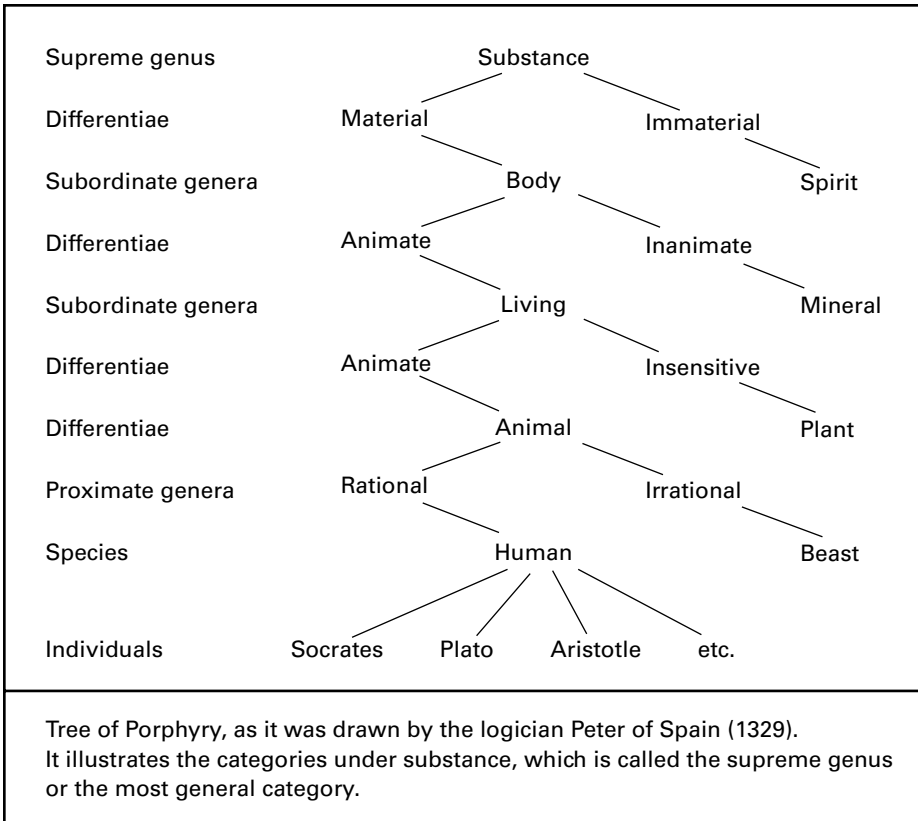 Supreme genus Substance
Differentiae Material Immaterial
Subordinate genera Body Spirit
Differentiae Animate Inanimate
Subordinate genera Living Mineral
Differentiae Animate Insensitive
Differentiae Animal Plant
Proximate genera Rational Irrational
Species Human Beast
Individuals Socrates Plato Aristotle etc.
Tree of Porphyry, as it was drawn by the logician Peter of Spain (1329).
It illustrates the categories under substance, which is called the supreme genus
or the most general category.